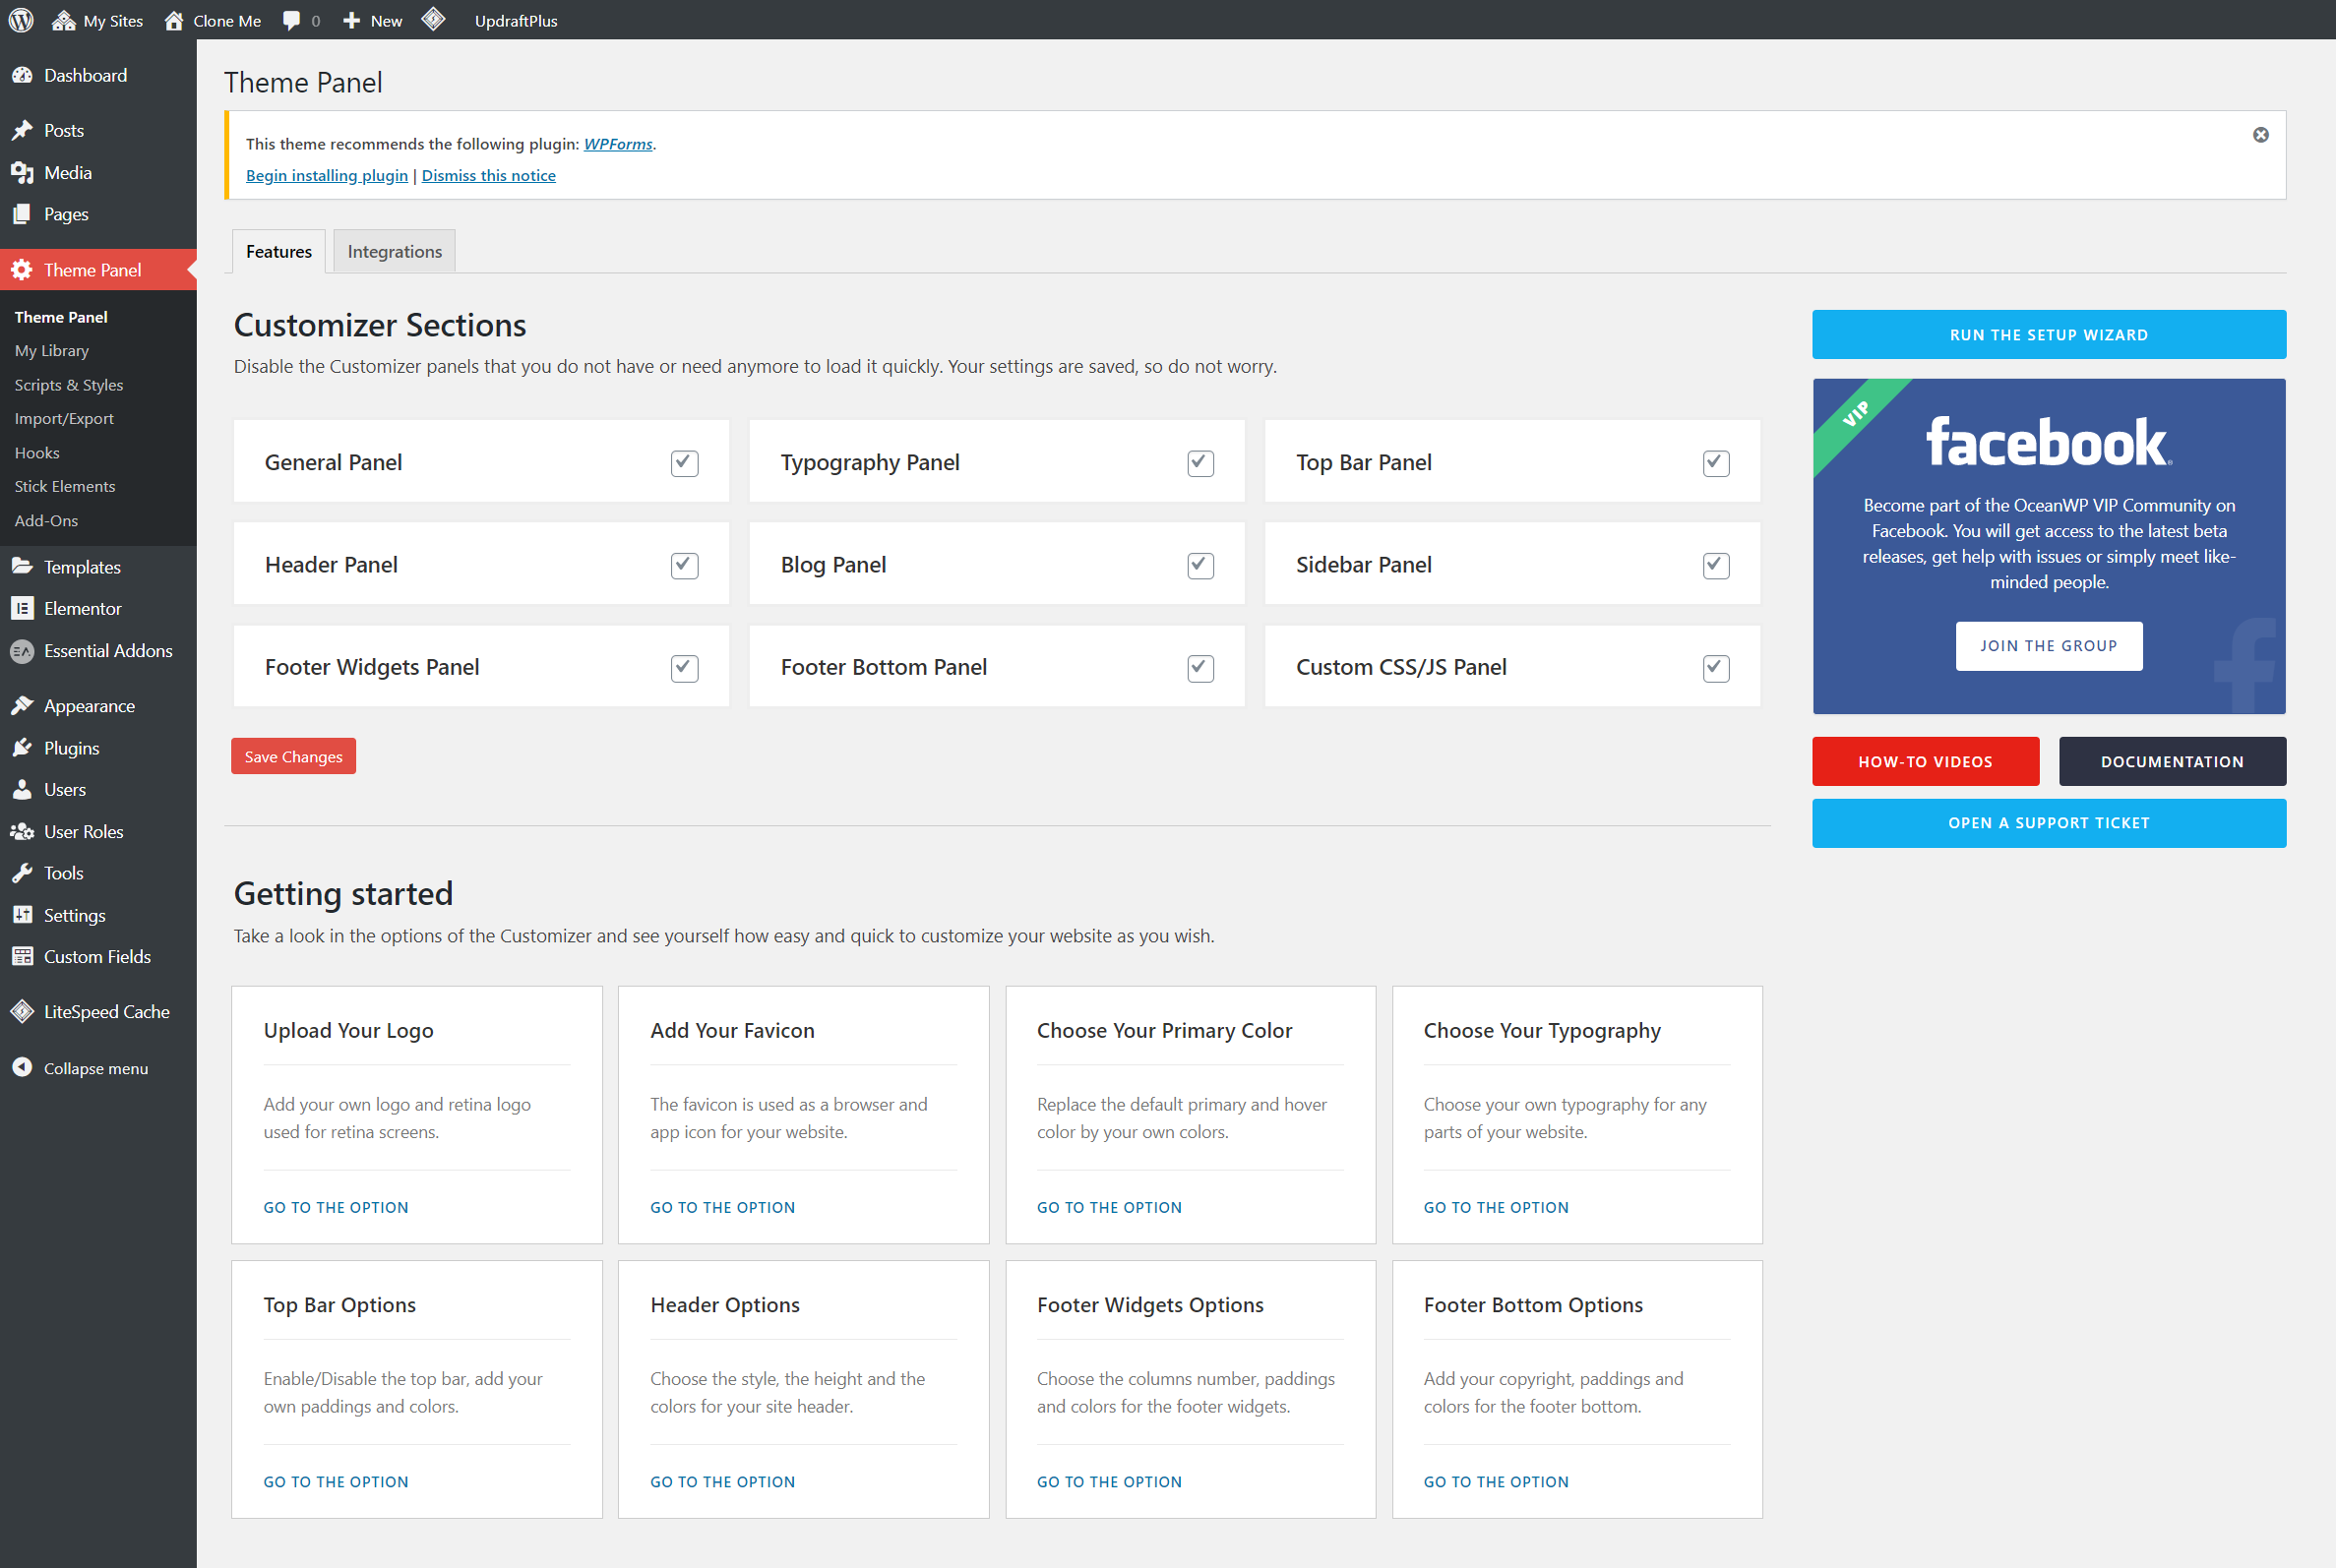 My Sites
Clone Me
0
New
UpdraftPlus
Dashboard
Posts
Media
Pages
Theme Panel
Theme Panel
My Library
Scripts & Styles
Import/Export
Hooks
Stick Elements
Add-Ons
Templates
Elementor
Essential Addons
Appearance
Plugins
Users
User Roles
Tools
Settings
Custom Fields
LiteSpeed Cache
Collapse menu
Theme Panel
This theme recommends the following plugin: WPForms.
Begin installing plugin | Dismiss this notice
Features
Integrations
Customizer Sections
Disable the Customizer panels that you do not have or need anymore to load it quickly. Your settings are saved, so do not worry.
General Panel
Typography Panel
Top Bar Panel
Header Panel
Blog Panel
Sidebar Panel
Footer Widgets Panel
Footer Bottom Panel
Custom CSS/JS Panel
Save Changes
RUN THE SETUP WIZARD
VIP
facebook
Become part of the OceanWP VIP Community on
Facebook. You will get access to the latest beta
releases, get help with issues or simply meet like-
minded people.
JOIN THE GROUP
HOW-TO VIDEOS
DOCUMENTATION
OPEN A SUPPORT TICKET
Getting started
Take a look in the options of the Customizer and see yourself how easy and quick to customize your website as you wish.
Upload Your Logo
Add your own logo and retina logo
used for retina screens.
GO TO THE OPTION
Add Your Favicon
The favicon is used as a browser and
app icon for your website.
GO TO THE OPTION
Choose Your Primary Color
Replace the default primary and hover
color by your own colors.
GO TO THE OPTION
Choose Your Typography
Choose your own typography for any
parts of your website.
GO TO THE OPTION
Top Bar Options
Enable/Disable the top bar, add your
own paddings and colors.
GO TO THE OPTION
Header Options
Choose the style, the height and the
colors for your site header.
GO TO THE OPTION
Footer Widgets Options
Choose the columns number, paddings
and colors for the footer widgets.
GO TO THE OPTION
Footer Bottom Options
Add your copyright, paddings and
colors for the footer bottom.
GO TO THE OPTION